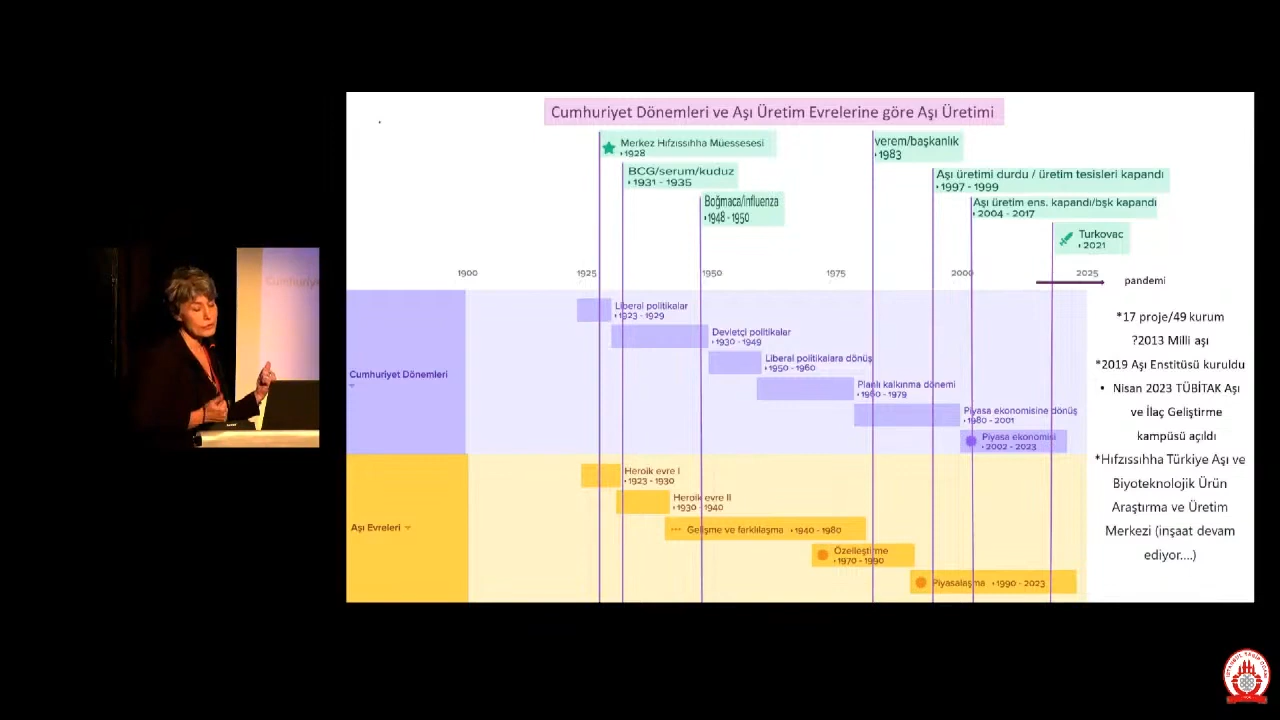 Cumhuriyet Dönemleri ve Aşı Üretim Evrelerine göre Aşı Üretimi
Merkez Hıfzıssıhha Müessesesi
• 1928
BCG/serum/kuduz
• 1931 - 1935
Boğmaca/influenza
• 1948 - 1950
verem/başkanlık
• 1983
Aşı üretimi durdu / üretim tesisleri kapandı
• 1997 - 1999
Aşı üretim ens. kapandı/bşk kapandı
• 2004 - 2017
Turkovac
• 2021
1900 1925 1950 1975 2000 2025
pandemi
Cumhuriyet Dönemleri
Liberal politikalar
• 1923 - 1929
Devletçi politikalar
• 1930 - 1949
Liberal politikalara dönüş
• 1950 - 1960
Planlı kalkınma dönemi
• 1960 - 1979
Piyasa ekonomisine dönüş
• 1980 - 2001
Piyasa ekonomisi
• 2002 - 2023
Aşı Evreleri
Heroik evre I
• 1923 - 1930
Heroik evre II
• 1930 - 1940
Gelişme ve farklılaşma • 1940 - 1980
Özelleştirme
• 1970 - 1990
Piyasalaşma • 1990 - 2023
*17 proje/49 kurum
?2013 Milli aşı
*2019 Aşı Enstitüsü kuruldu
• Nisan 2023 TÜBİTAK Aşı
ve İlaç Geliştirme
kampüsü açıldı
*Hıfzıssıhha Türkiye Aşı ve
Biyoteknolojik Ürün
Araştırma ve Üretim
Merkezi (inşaat devam
ediyor....)
Cumhuriyet
İSTANBUL TABİP ODASI